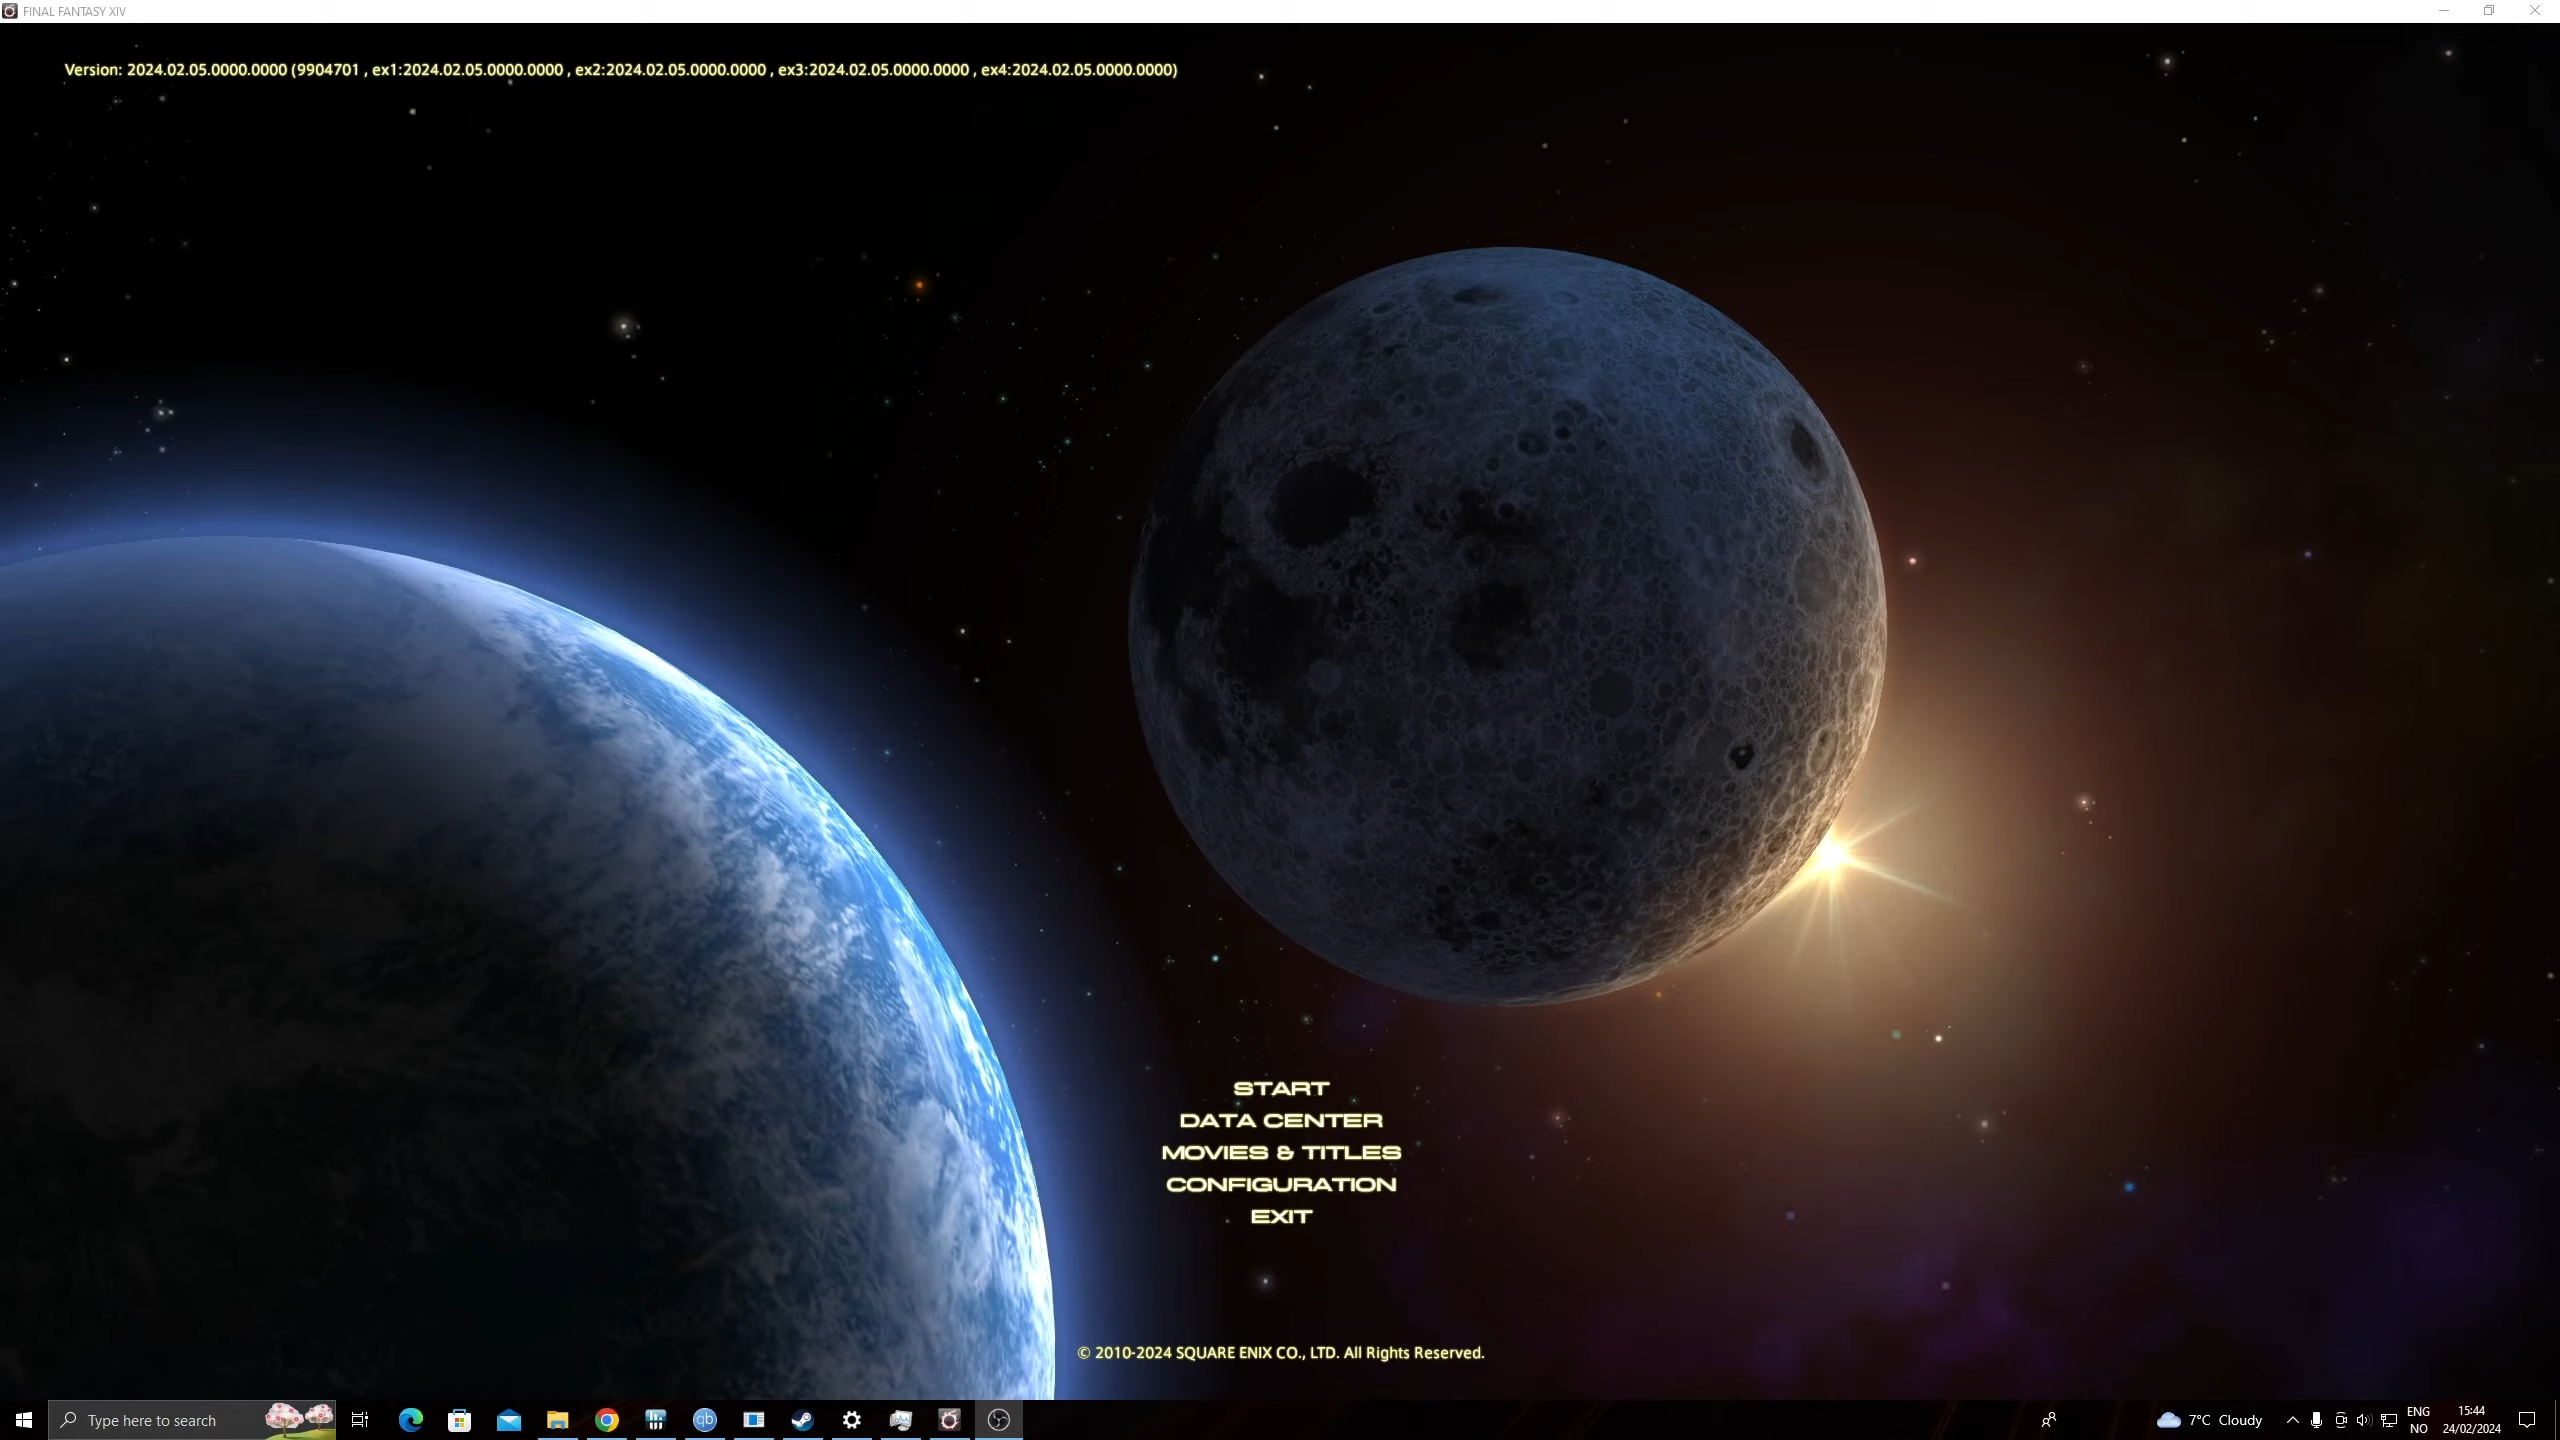 FINAL FANTASY XIV
Version: 2024.02.05.0000.0000 (9904701 , ex1:2024.02.05.0000.0000 , ex2:2024.02.05.0000.0000 , ex3:2024.02.05.0000.0000 , ex4:2024.02.05.0000.0000)
START
DATA CENTER
MOVIES & TITLES
CONFIGURATION
EXIT
© 2010-2024 SQUARE ENIX CO., LTD. All Rights Reserved.
Type here to search
qb
7°C Cloudy
ENG
NO
15:44
24/02/2024